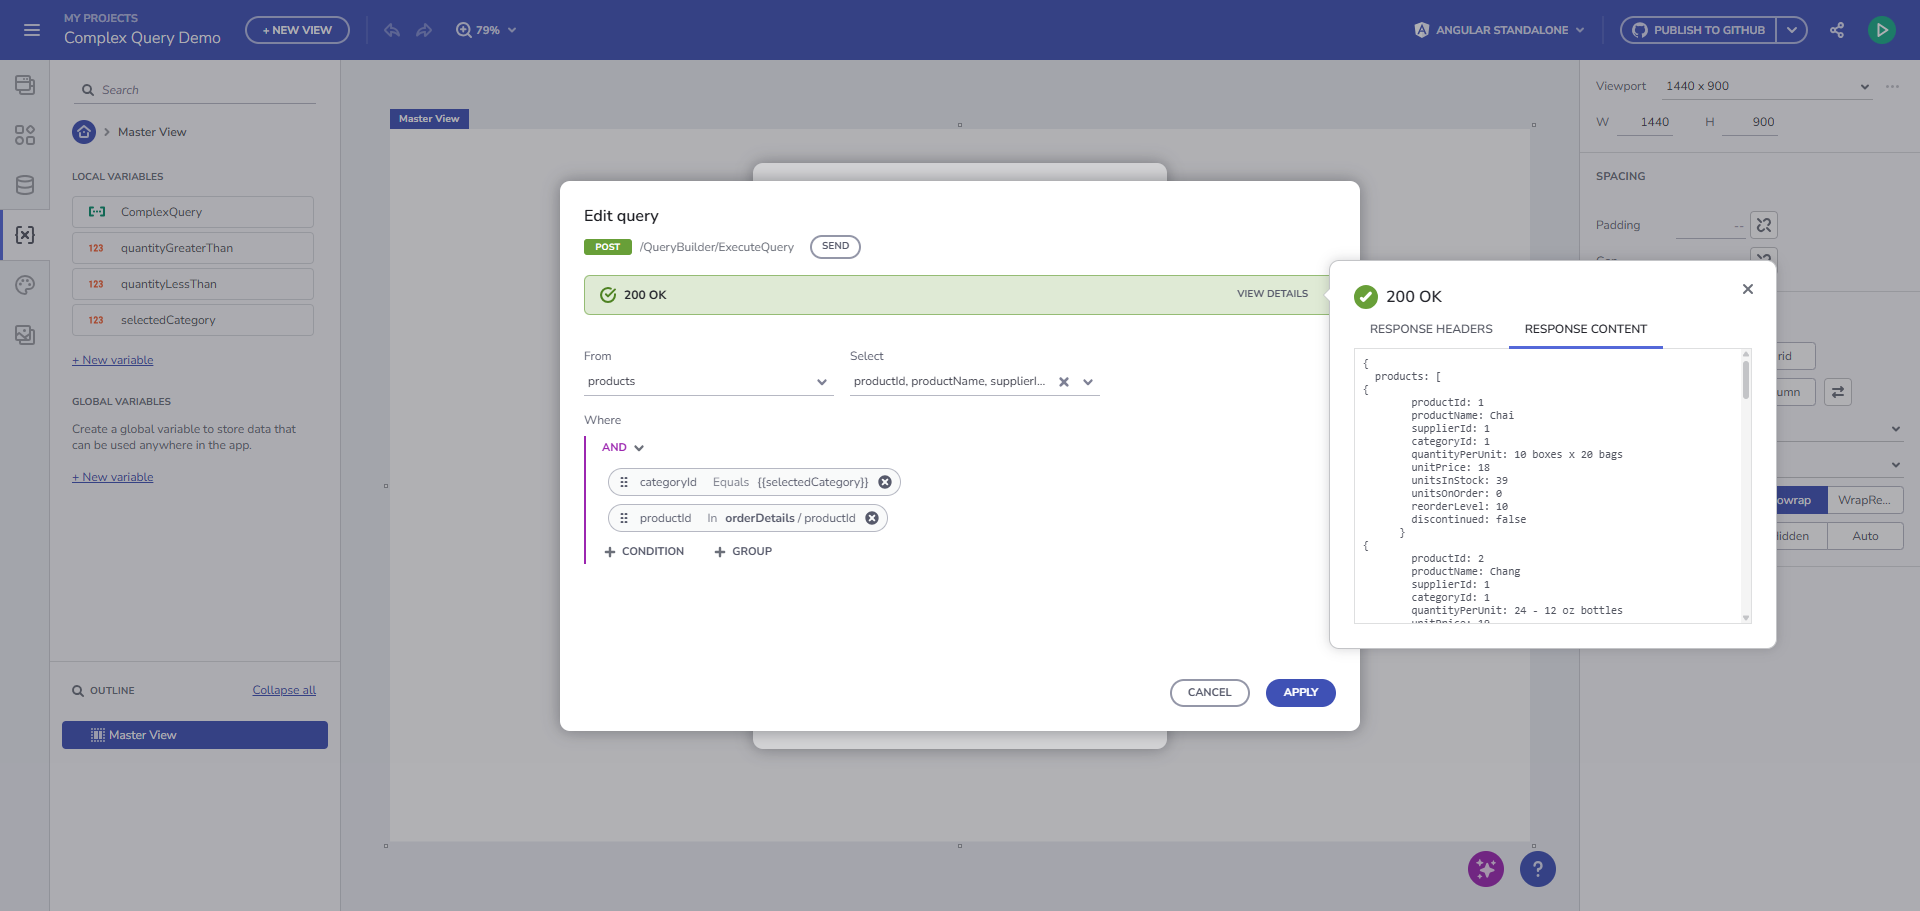 MY PROJECTS
Complex Query Demo
+ NEW VIEW
79%
ANGULAR STANDALONE
PUBLISH TO GITHUB
Search
Master View
LOCAL VARIABLES
ComplexQuery
123 quantityGreaterThan
123 quantityLessThan
123 selectedCategory
+ New variable
GLOBAL VARIABLES
Create a global variable to store data that
can be used anywhere in the app.
+ New variable
OUTLINE
Collapse all
Master View
Master View
Edit query
POST /QueryBuilder/ExecuteQuery SEND
200 OK
VIEW DETAILS
From
products
Select
productId, productName, supplierI...
Where
AND
categoryId Equals {{selectedCategory}}
productId In orderDetails / productId
CONDITION
GROUP
CANCEL
APPLY
200 OK
RESPONSE HEADERS
RESPONSE CONTENT
{
products: [
{
productId: 1
productName: Chai
supplierId: 1
categoryId: 1
quantityPerUnit: 10 boxes x 20 bags
unitPrice: 18
unitsInStock: 39
unitsOnOrder: 0
reorderLevel: 10
discontinued: false
}
{
productId: 2
productName: Chang
supplierId: 1
categoryId: 1
quantityPerUnit: 24 - 12 oz bottles
unitPrice: 19
Viewport 1440 x 900
W 1440 H 900
SPACING
Padding --
rid
umn
owrap WrapRe...
idden Auto
?